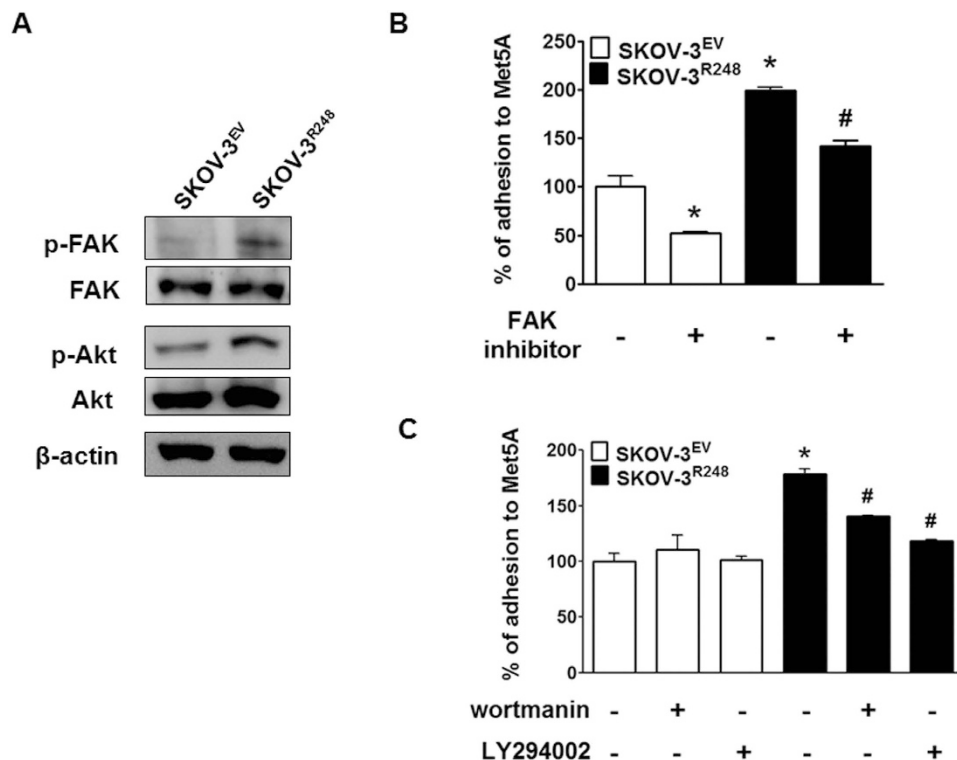 A
SKOV-3EV
SKOV-3R248
p-FAK
FAK
p-Akt
Akt
β-actin
B
% of adhesion to Met5A
250
200
150
100
50
0
SKOV-3EV
SKOV-3R248
*
*
#
FAK
inhibitor
- + - +
C
% of adhesion to Met5A
200
150
100
50
0
SKOV-3EV
SKOV-3R248
*
#
#
wortmanin - + - - + -
LY294002 - - + - - +